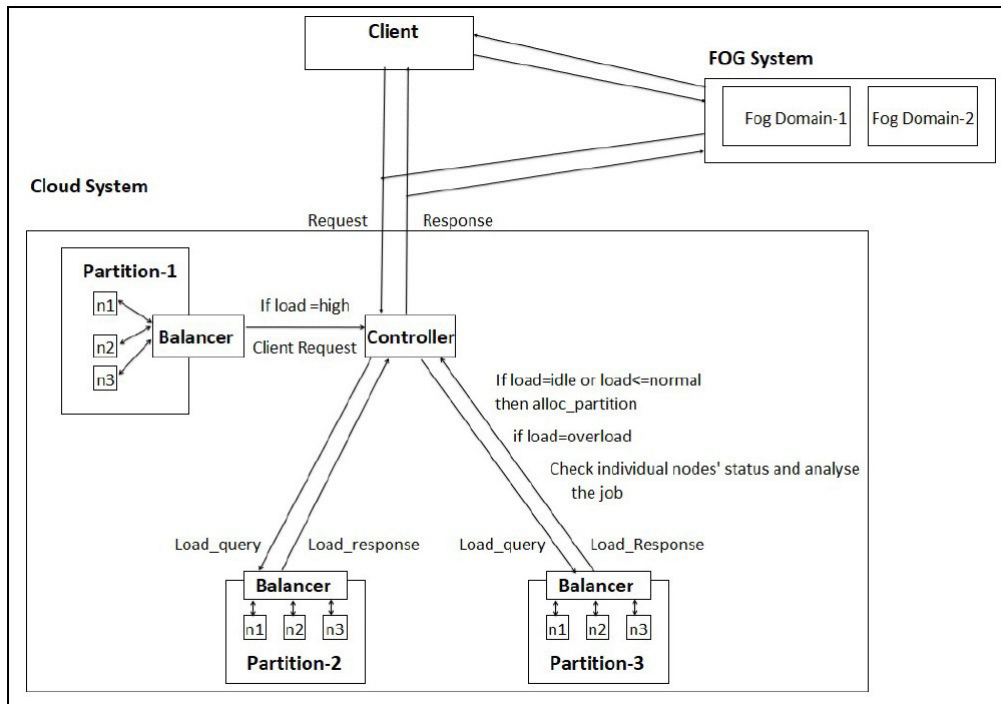 Client
FOG System
Fog Domain-1
Fog Domain-2
Cloud System
Request
Response
Partition-1
n1
n2
n3
Balancer
If load =high
Client Request
Controller
If load=idle or load<=normal
then alloc_partition
if load=overload
Check individual nodes' status and analyse
the job
Load_query
Load_response
Load_query
Load_Response
Balancer
n1
n2
n3
Partition-2
Balancer
n1
n2
n3
Partition-3